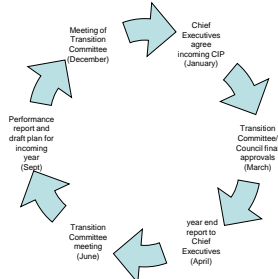 Meeting of
Transition
Committee
(December)
Chief
Executives
agree
incoming CIP
(January)
Transition
Committee/
Council fina
approvals
(March)
year end
report to
Chief
Executives
(April)
Transition
Committee
meeting
(June)
Performance
report and
draft plan for
incoming
year
(Sept)